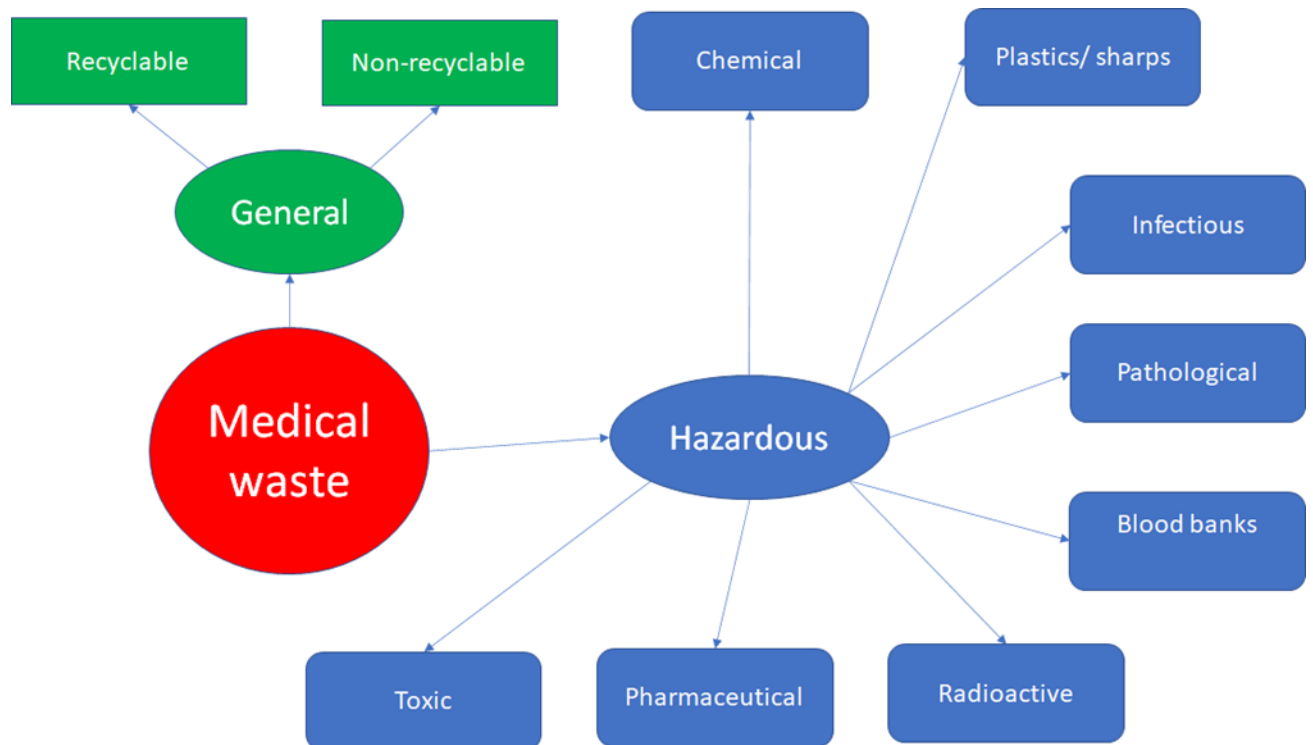 Recyclable
Non-recyclable
Chemical
Plastics/ sharps
General
Infectious
Medical
waste
Hazardous
Pathological
Blood banks
Toxic
Pharmaceutical
Radioactive